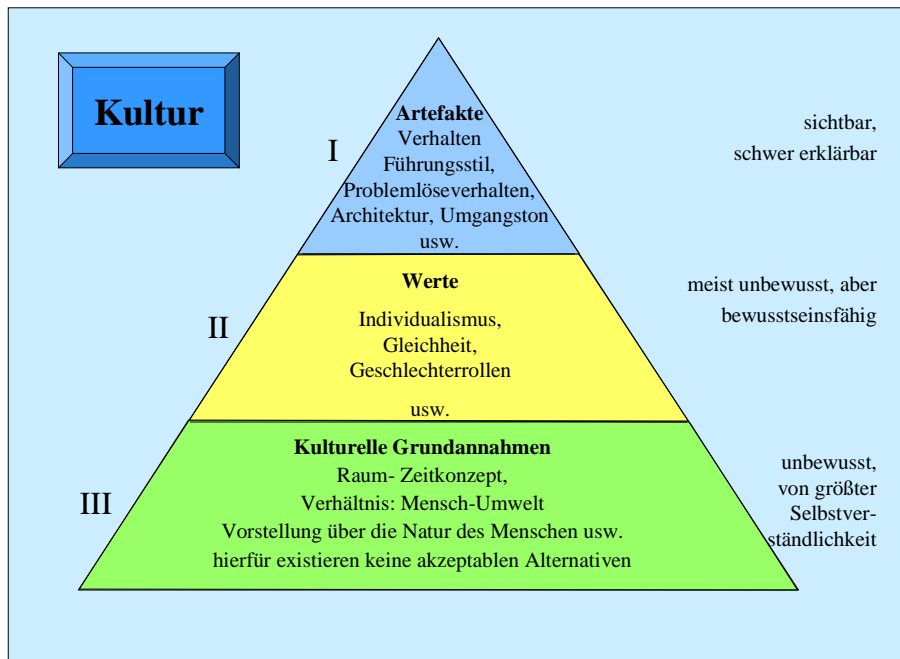 Kultur
I
Artefakte
Verhalten
Führungsstil,
Problemlöseverhalten,
Architektur, Umgangston
usw.
sichtbar,
schwer erklärbar
II
Werte
Individualismus,
Gleichheit,
Geschlechterrollen
usw.
meist unbewusst, aber
bewusstseinsfähig
III
Kulturelle Grundannahmen
Raum- Zeitkonzept,
Verhältnis: Mensch-Umwelt
Vorstellung über die Natur des Menschen usw.
hierfür existieren keine akzeptablen Alternativen
unbewusst,
von größter
Selbstver-
ständlichkeit